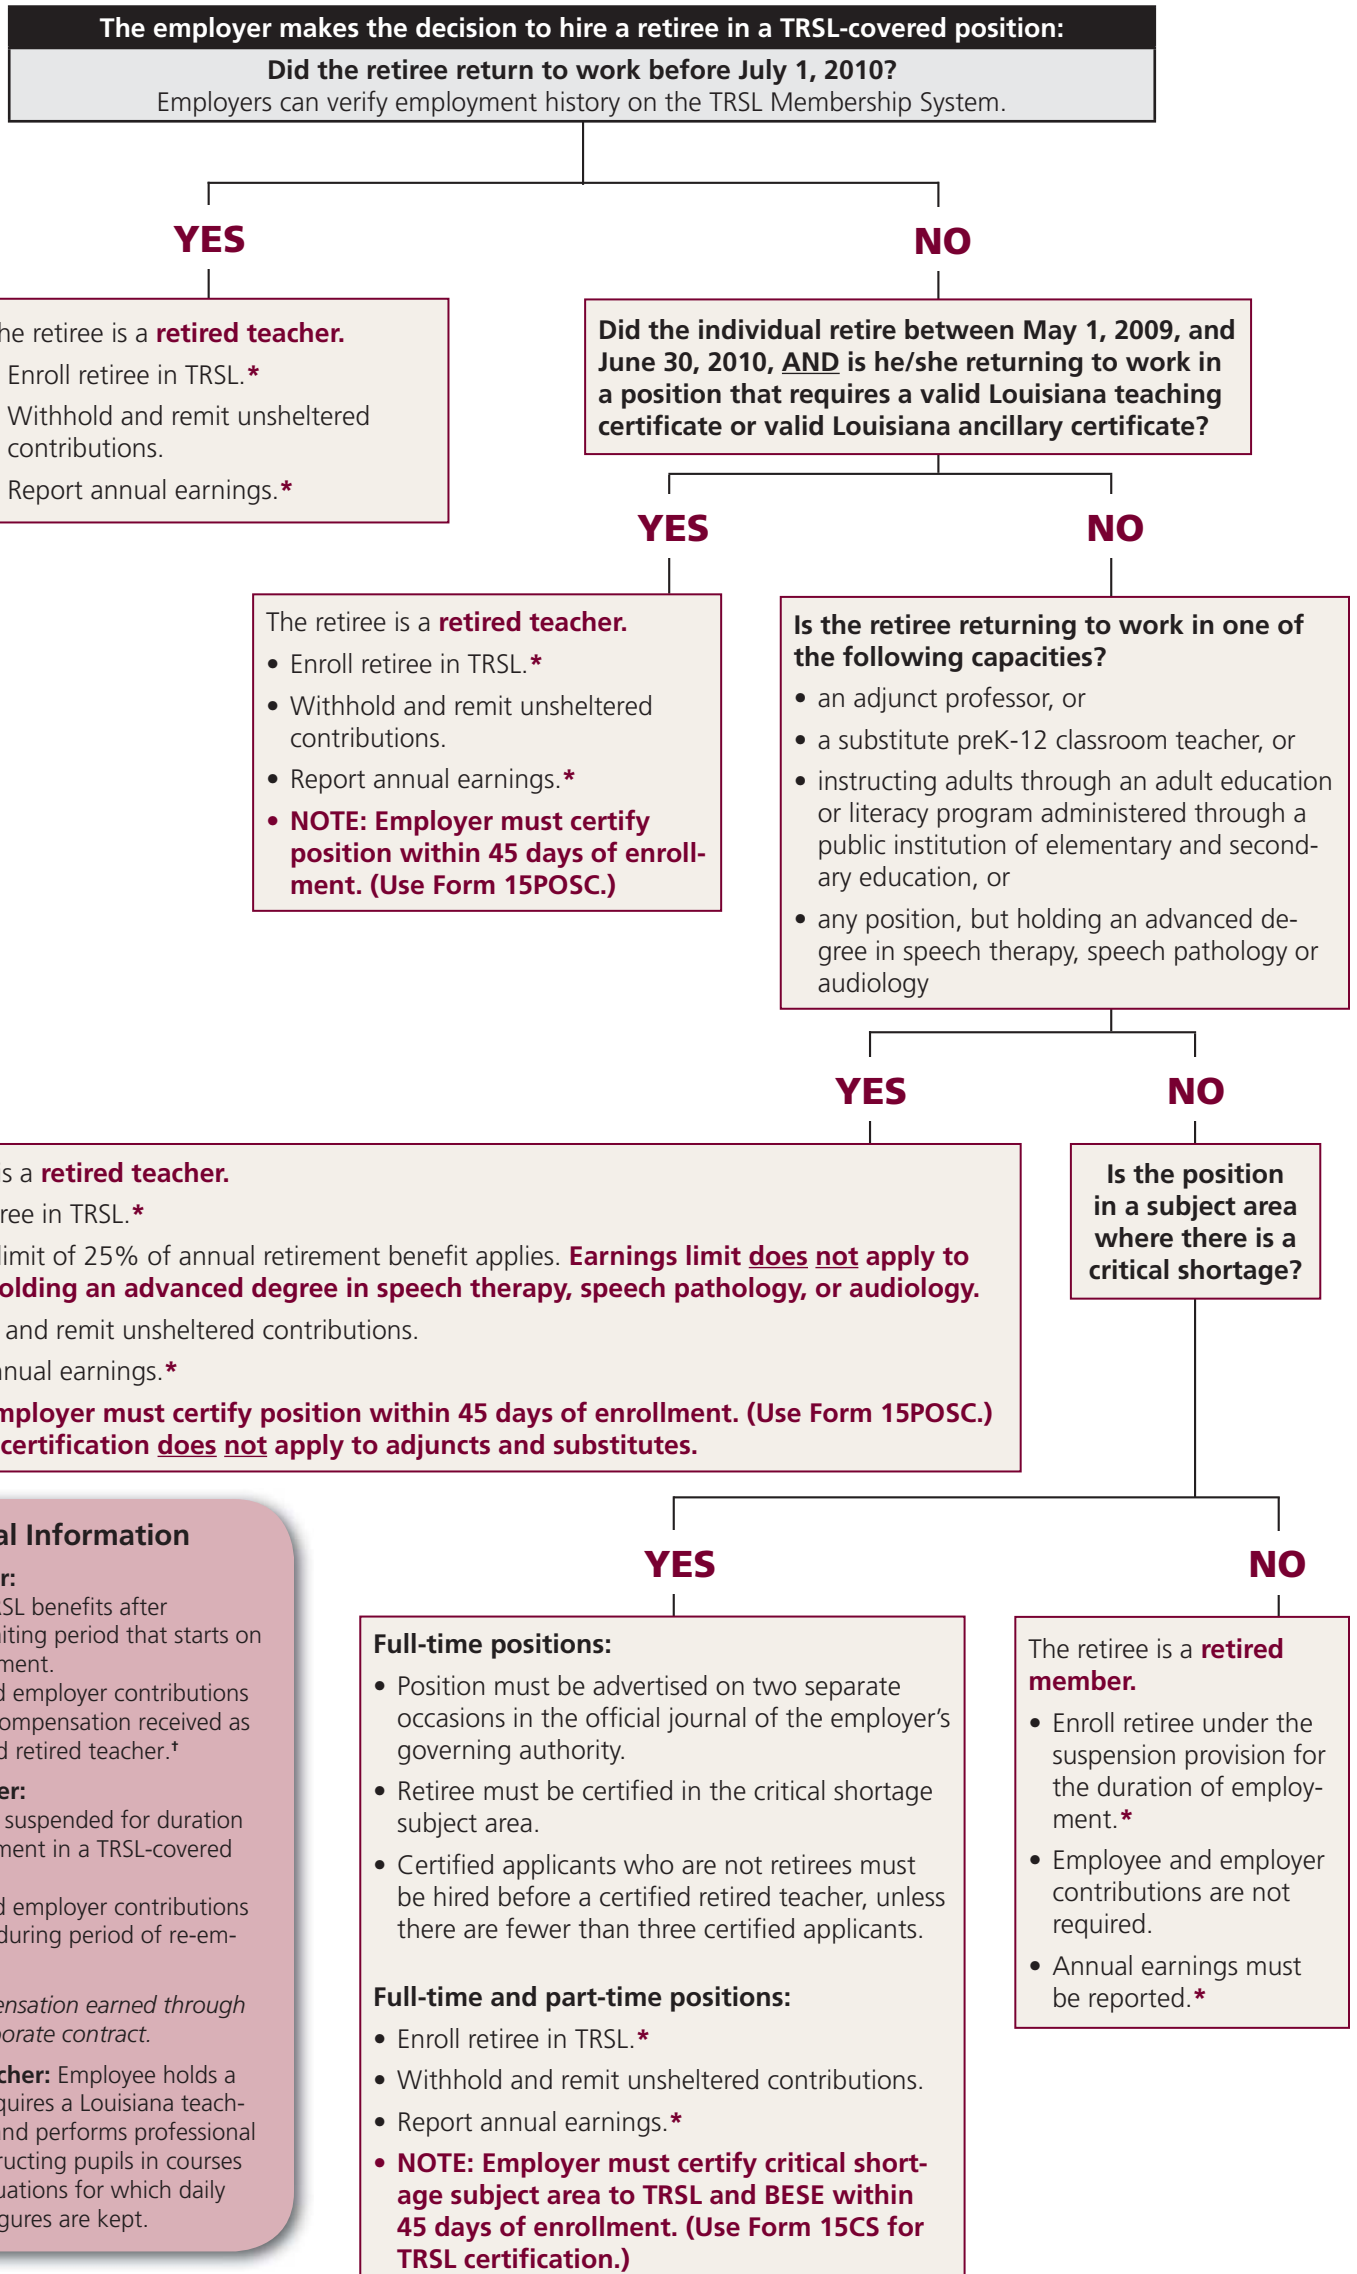 The employer makes the decision to hire a retiree in a TRSL-covered position:
Did the retiree return to work before July 1, 2010?
Employers can verify employment history on the TRSL Membership System.
YES
NO
retiree is a retired teacher.
Enroll retiree in TRSL.*
Withhold and remit unsheltered
contributions.
Report annual earnings.*
Did the individual retire between May 1, 2009, and
June 30, 2010, AND is he/she returning to work in
a position that requires a valid Louisiana teaching
certificate or valid Louisiana ancillary certificate?
YES
NO
The retiree is a retired teacher.
• Enroll retiree in TRSL.*
• Withhold and remit unsheltered
contributions.
• Report annual earnings.*
• NOTE: Employer must certify
position within 45 days of enroll-
ment. (Use Form 15POSC.)
Is the retiree returning to work in one of
the following capacities?
• an adjunct professor, or
• a substitute preK-12 classroom teacher, or
• instructing adults through an adult education
or literacy program administered through a
public institution of elementary and second-
ary education, or
• any position, but holding an advanced de-
gree in speech therapy, speech pathology or
audiology
YES
NO
is a retired teacher.
ree in TRSL.*
limit of 25% of annual retirement benefit applies. Earnings limit does not apply to
olding an advanced degree in speech therapy, speech pathology, or audiology.
and remit unsheltered contributions.
nnual earnings.*
mployer must certify position within 45 days of enrollment. (Use Form 15POSC.)
certification does not apply to adjuncts and substitutes.
Is the position
in a subject area
where there is a
critical shortage?
al Information
r:
RSL benefits after
iting period that starts on
ment.
d employer contributions
ompensation received as
d retired teacher.†
er:
suspended for duration
ment in a TRSL-covered
d employer contributions
during period of re-em-
ensation earned through
porate contract.
cher: Employee holds a
quires a Louisiana teach-
and performs professional
ructing pupils in courses
uations for which daily
gures are kept.
YES
NO
Full-time positions:
• Position must be advertised on two separate
occasions in the official journal of the employer’s
governing authority.
• Retiree must be certified in the critical shortage
subject area.
• Certified applicants who are not retirees must
be hired before a certified retired teacher, unless
there are fewer than three certified applicants.
Full-time and part-time positions:
• Enroll retiree in TRSL.*
• Withhold and remit unsheltered contributions.
• Report annual earnings.*
• NOTE: Employer must certify critical short-
age subject area to TRSL and BESE within
45 days of enrollment. (Use Form 15CS for
TRSL certification.)
The retiree is a retired
member.
• Enroll retiree under the
suspension provision for
the duration of employ-
ment.*
• Employee and employer
contributions are not
required.
• Annual earnings must
be reported.*